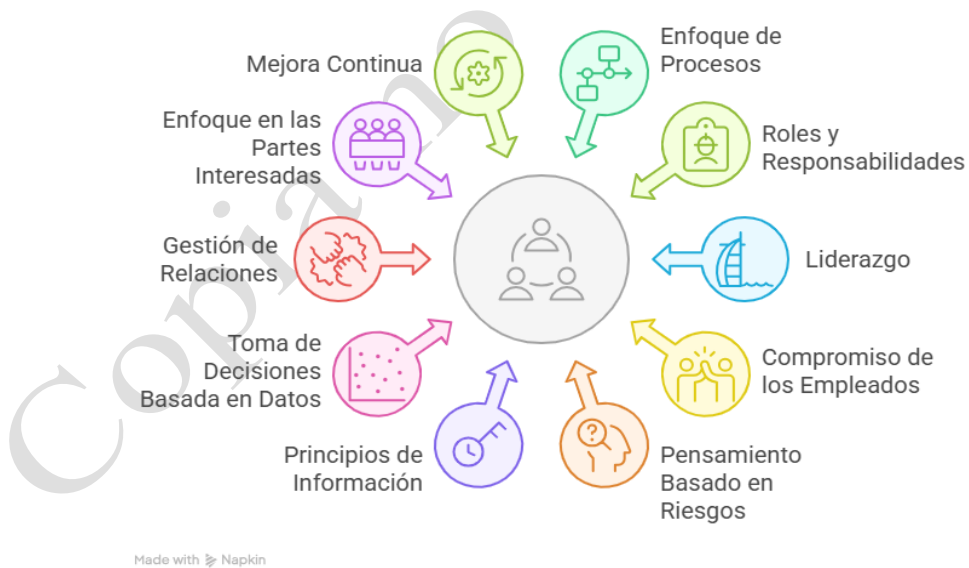 Mejora Continua
Enfoque de
Procesos
Enfoque en las
Partes
Interesadas
Roles y
Responsabilidades
Gestión de
Relaciones
Liderazgo
Toma de
Decisiones
Basada en Datos
Compromiso de
los Empleados
Principios de
Información
Pensamiento
Basado en
Riesgos
Made with Napkin